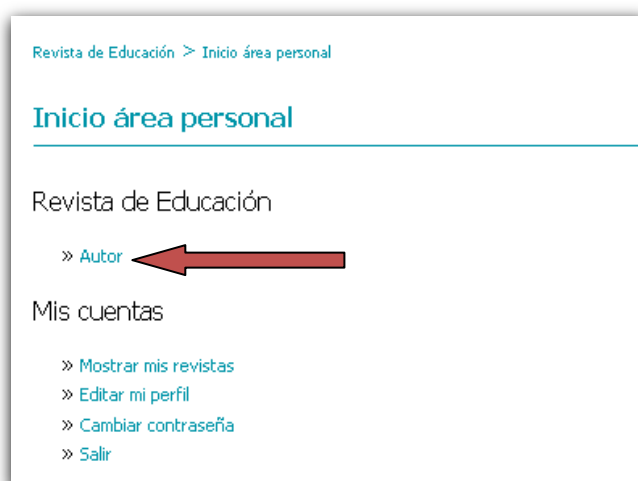 Revista de Educación > Inicio área personal
Inicio área personal
Revista de Educación
» Autor
Mis cuentas
» Mostrar mis revistas
» Editar mi perfil
» Cambiar contraseña
» Salir